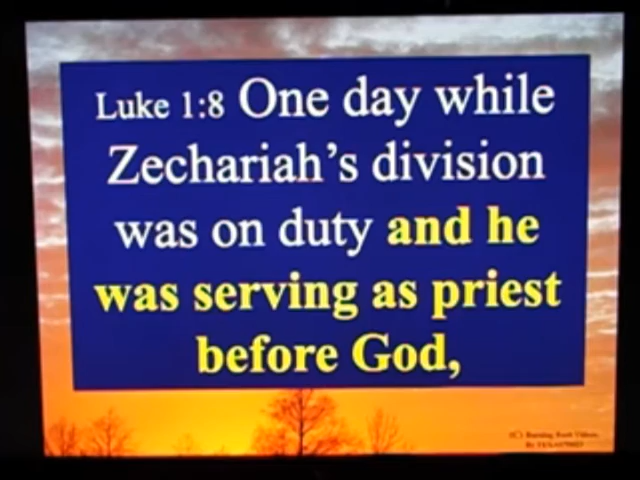 Luke 1:8 One day while
Zechariah’s division
was on duty and he
was serving as priest
before God,